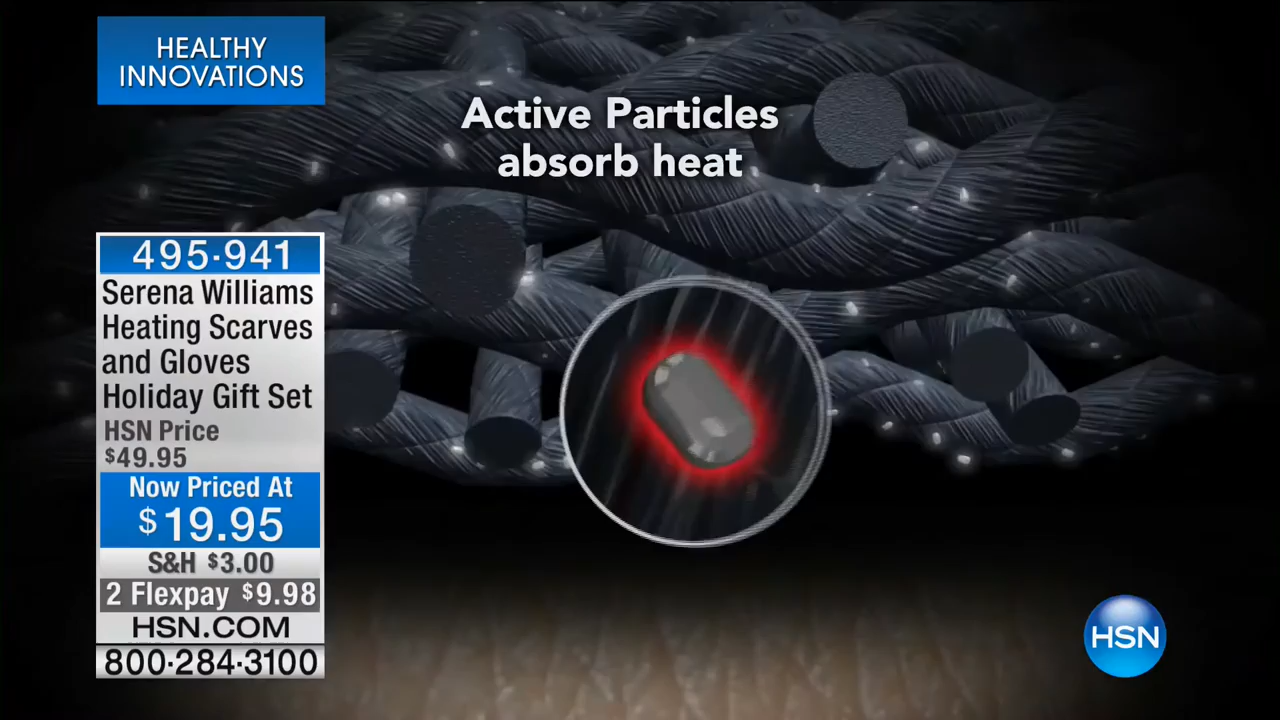 HEALTHY
INNOVATIONS
Active Particles
absorb heat
495·941
Serena Williams
Heating Scarves
and Gloves
Holiday Gift Set
HSN Price
$49.95
Now Priced At
$19.95
S&H $3.00
2 Flexpay $9.98
HSN.COM
800·284·3100
HSN